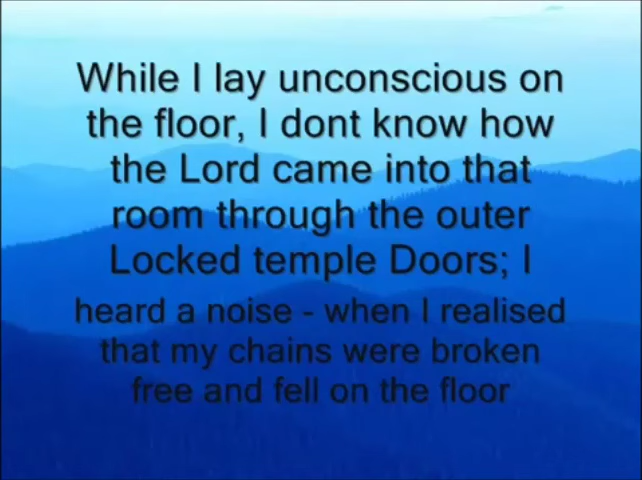 While I lay unconscious on
the floor, I dont know how
the Lord came into that
room through the outer
Locked temple Doors; I
heard a noise - when I realised
that my chains were broken
free and fell on the floor